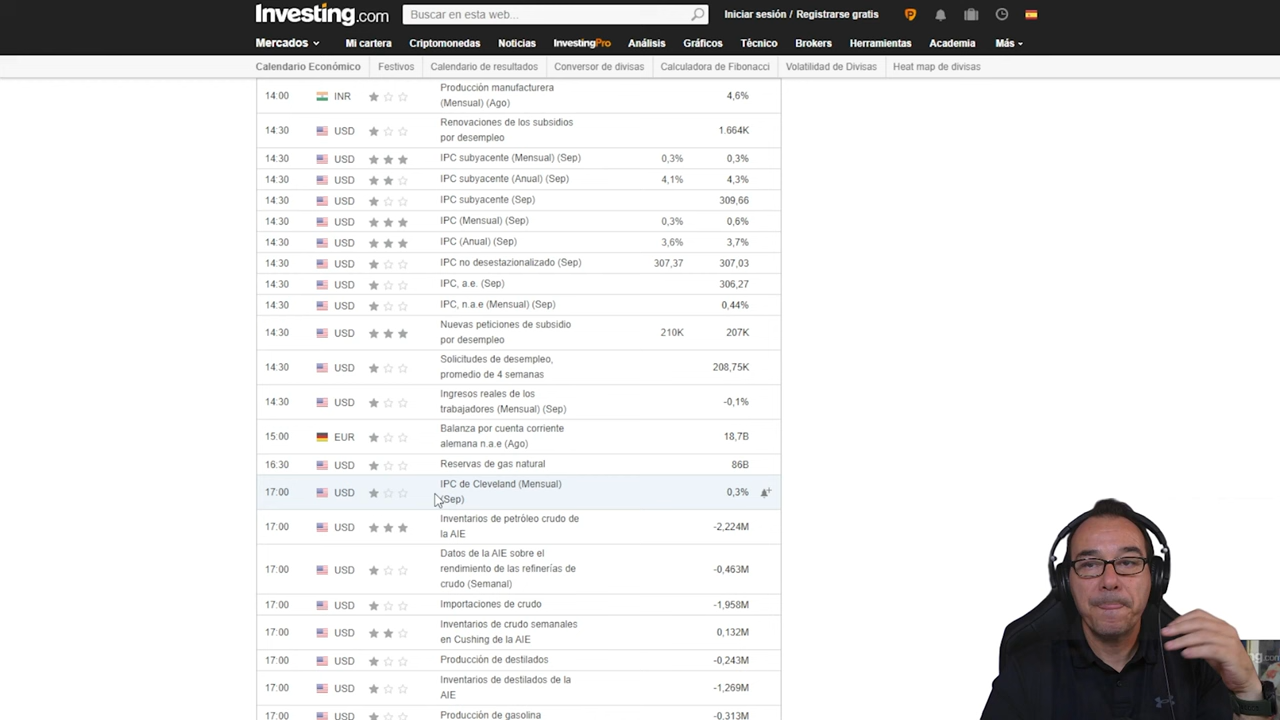 Investing.com
Buscar en esta web...
Iniciar sesión / Registrarse gratis
Mercados
Mi cartera
Criptomonedas
Noticias
InvestingPro
Análisis
Gráficos
Técnico
Brokers
Herramientas
Academia
Más
Calendario Económico
Festivos
Calendario de resultados
Conversor de divisas
Calculadora de Fibonacci
Volatilidad de Divisas
Heat map de divisas
14:00 INR Producción manufacturera 4,6%
(Mensual) (Ago)
14:30 USD Renovaciones de los subsidios 1.664K
por desempleo
14:30 USD IPC subyacente (Mensual) (Sep) 0,3% 0,3%
14:30 USD IPC subyacente (Anual) (Sep) 4,1% 4,3%
14:30 USD IPC subyacente (Sep) 309,66
14:30 USD IPC (Mensual) (Sep) 0,3% 0,6%
14:30 USD IPC (Anual) (Sep) 3,6% 3,7%
14:30 USD IPC no desestazionalizado (Sep) 307,37 307,03
14:30 USD IPC, a.e. (Sep) 306,27
14:30 USD IPC, n.a.e (Mensual) (Sep) 0,44%
14:30 USD Nuevas peticiones de subsidio 210K 207K
por desempleo
14:30 USD Solicitudes de desempleo, 208,75K
promedio de 4 semanas
14:30 USD Ingresos reales de los -0,1%
trabajadores (Mensual) (Sep)
15:00 EUR Balanza por cuenta corriente 18,7B
alemana n.a.e (Ago)
16:30 USD Reservas de gas natural 86B
17:00 USD IPC de Cleveland (Mensual) 0,3%
(Sep)
17:00 USD Inventarios de petróleo crudo de -2,224M
la AIE
17:00 USD Datos de la AIE sobre el -0,463M
rendimiento de las refinerías de
crudo (Semanal)
17:00 USD Importaciones de crudo -1,958M
17:00 USD Inventarios de crudo semanales 0,132M
en Cushing de la AIE
17:00 USD Producción de destilados -0,243M
17:00 USD Inventarios de destilados de la -1,269M
AIE
17:00 USD Producción de gasolina -0,313M